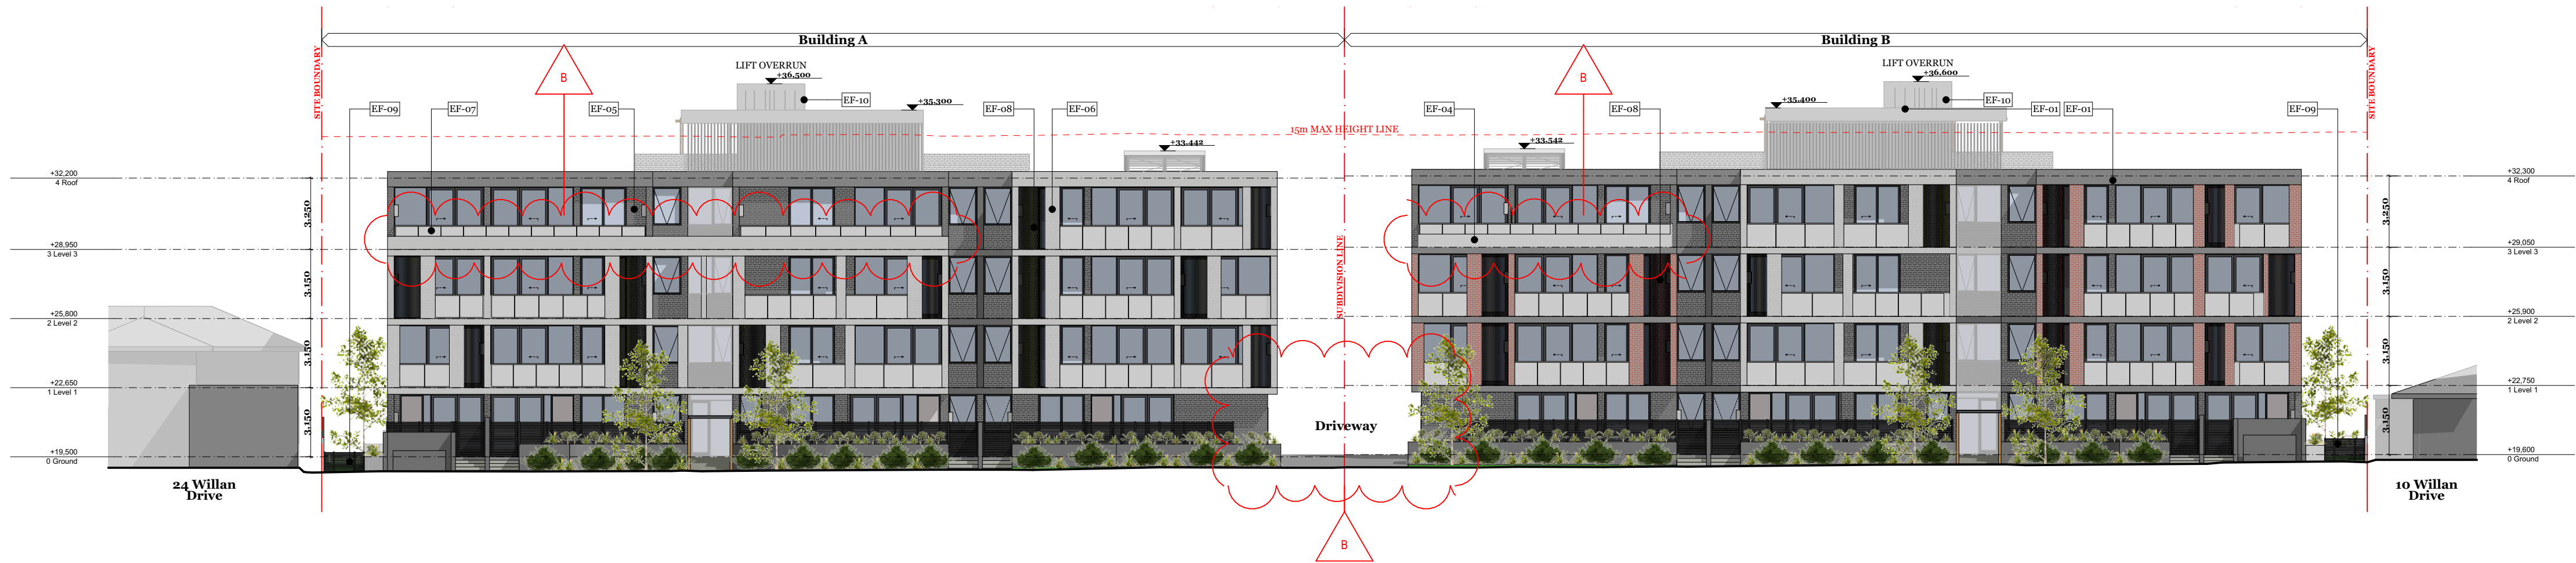 Building A
Building B
SITE BOUNDARY
SITE BOUNDARY
B
B
LIFT OVERRUN
+36,500
LIFT OVERRUN
+36,600
EF-09
EF-07
EF-05
EF-10
+35,300
EF-08
EF-06
EF-04
EF-08
+35,400
EF-10
EF-01
EF-01
EF-09
15m MAX HEIGHT LINE
+33,442
+33,542
+32,200
4 Roof
+32,300
4 Roof
3,250
3,250
+28,950
3 Level 3
+29,050
3 Level 3
SUBDIVISION LINE
3,150
3,150
+25,800
2 Level 2
+25,900
2 Level 2
3,150
3,150
+22,650
1 Level 1
+22,750
1 Level 1
3,150
3,150
Driveway
+19,500
0 Ground
+19,600
0 Ground
24 Willan
Drive
10 Willan
Drive
B